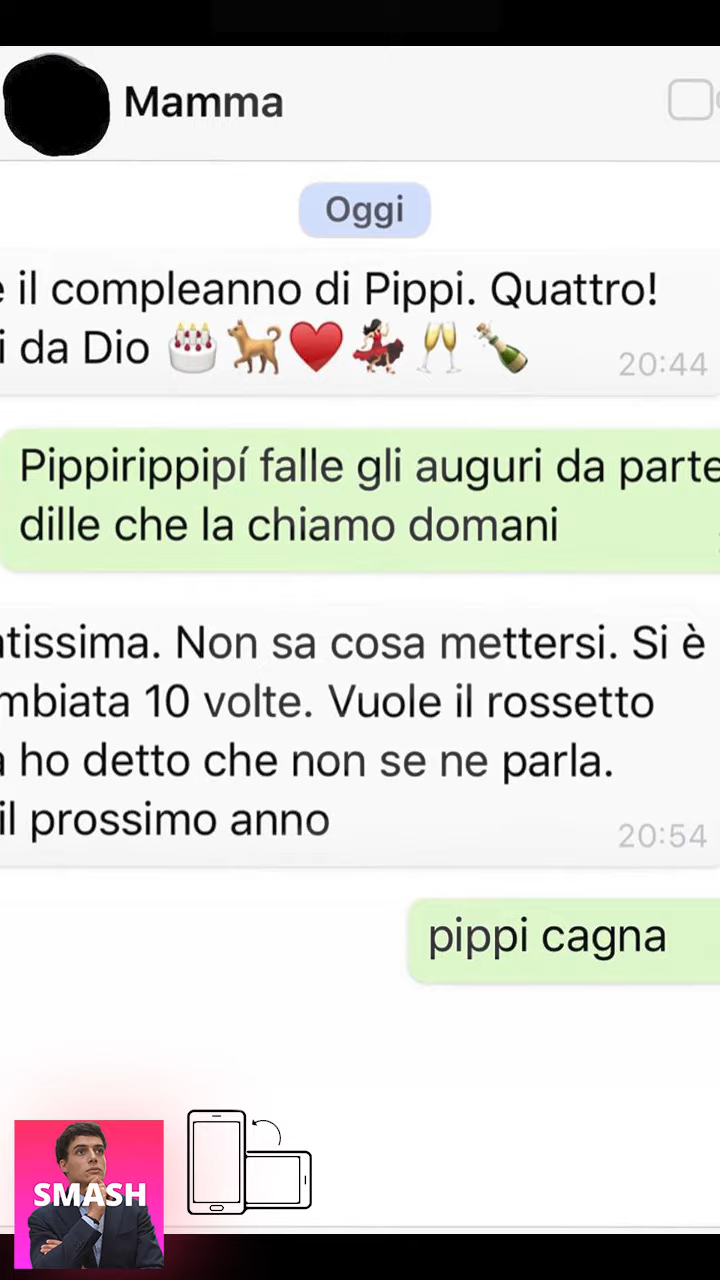 Mamma
Oggi
è il compleanno di Pippi. Quattro!
i da Dio
20:44
Pippirippipí falle gli auguri da parte
dille che la chiamo domani
tissima. Non sa cosa mettersi. Si è
mbiata 10 volte. Vuole il rossetto
ho detto che non se ne parla.
il prossimo anno
20:54
pippi cagna
SMASH